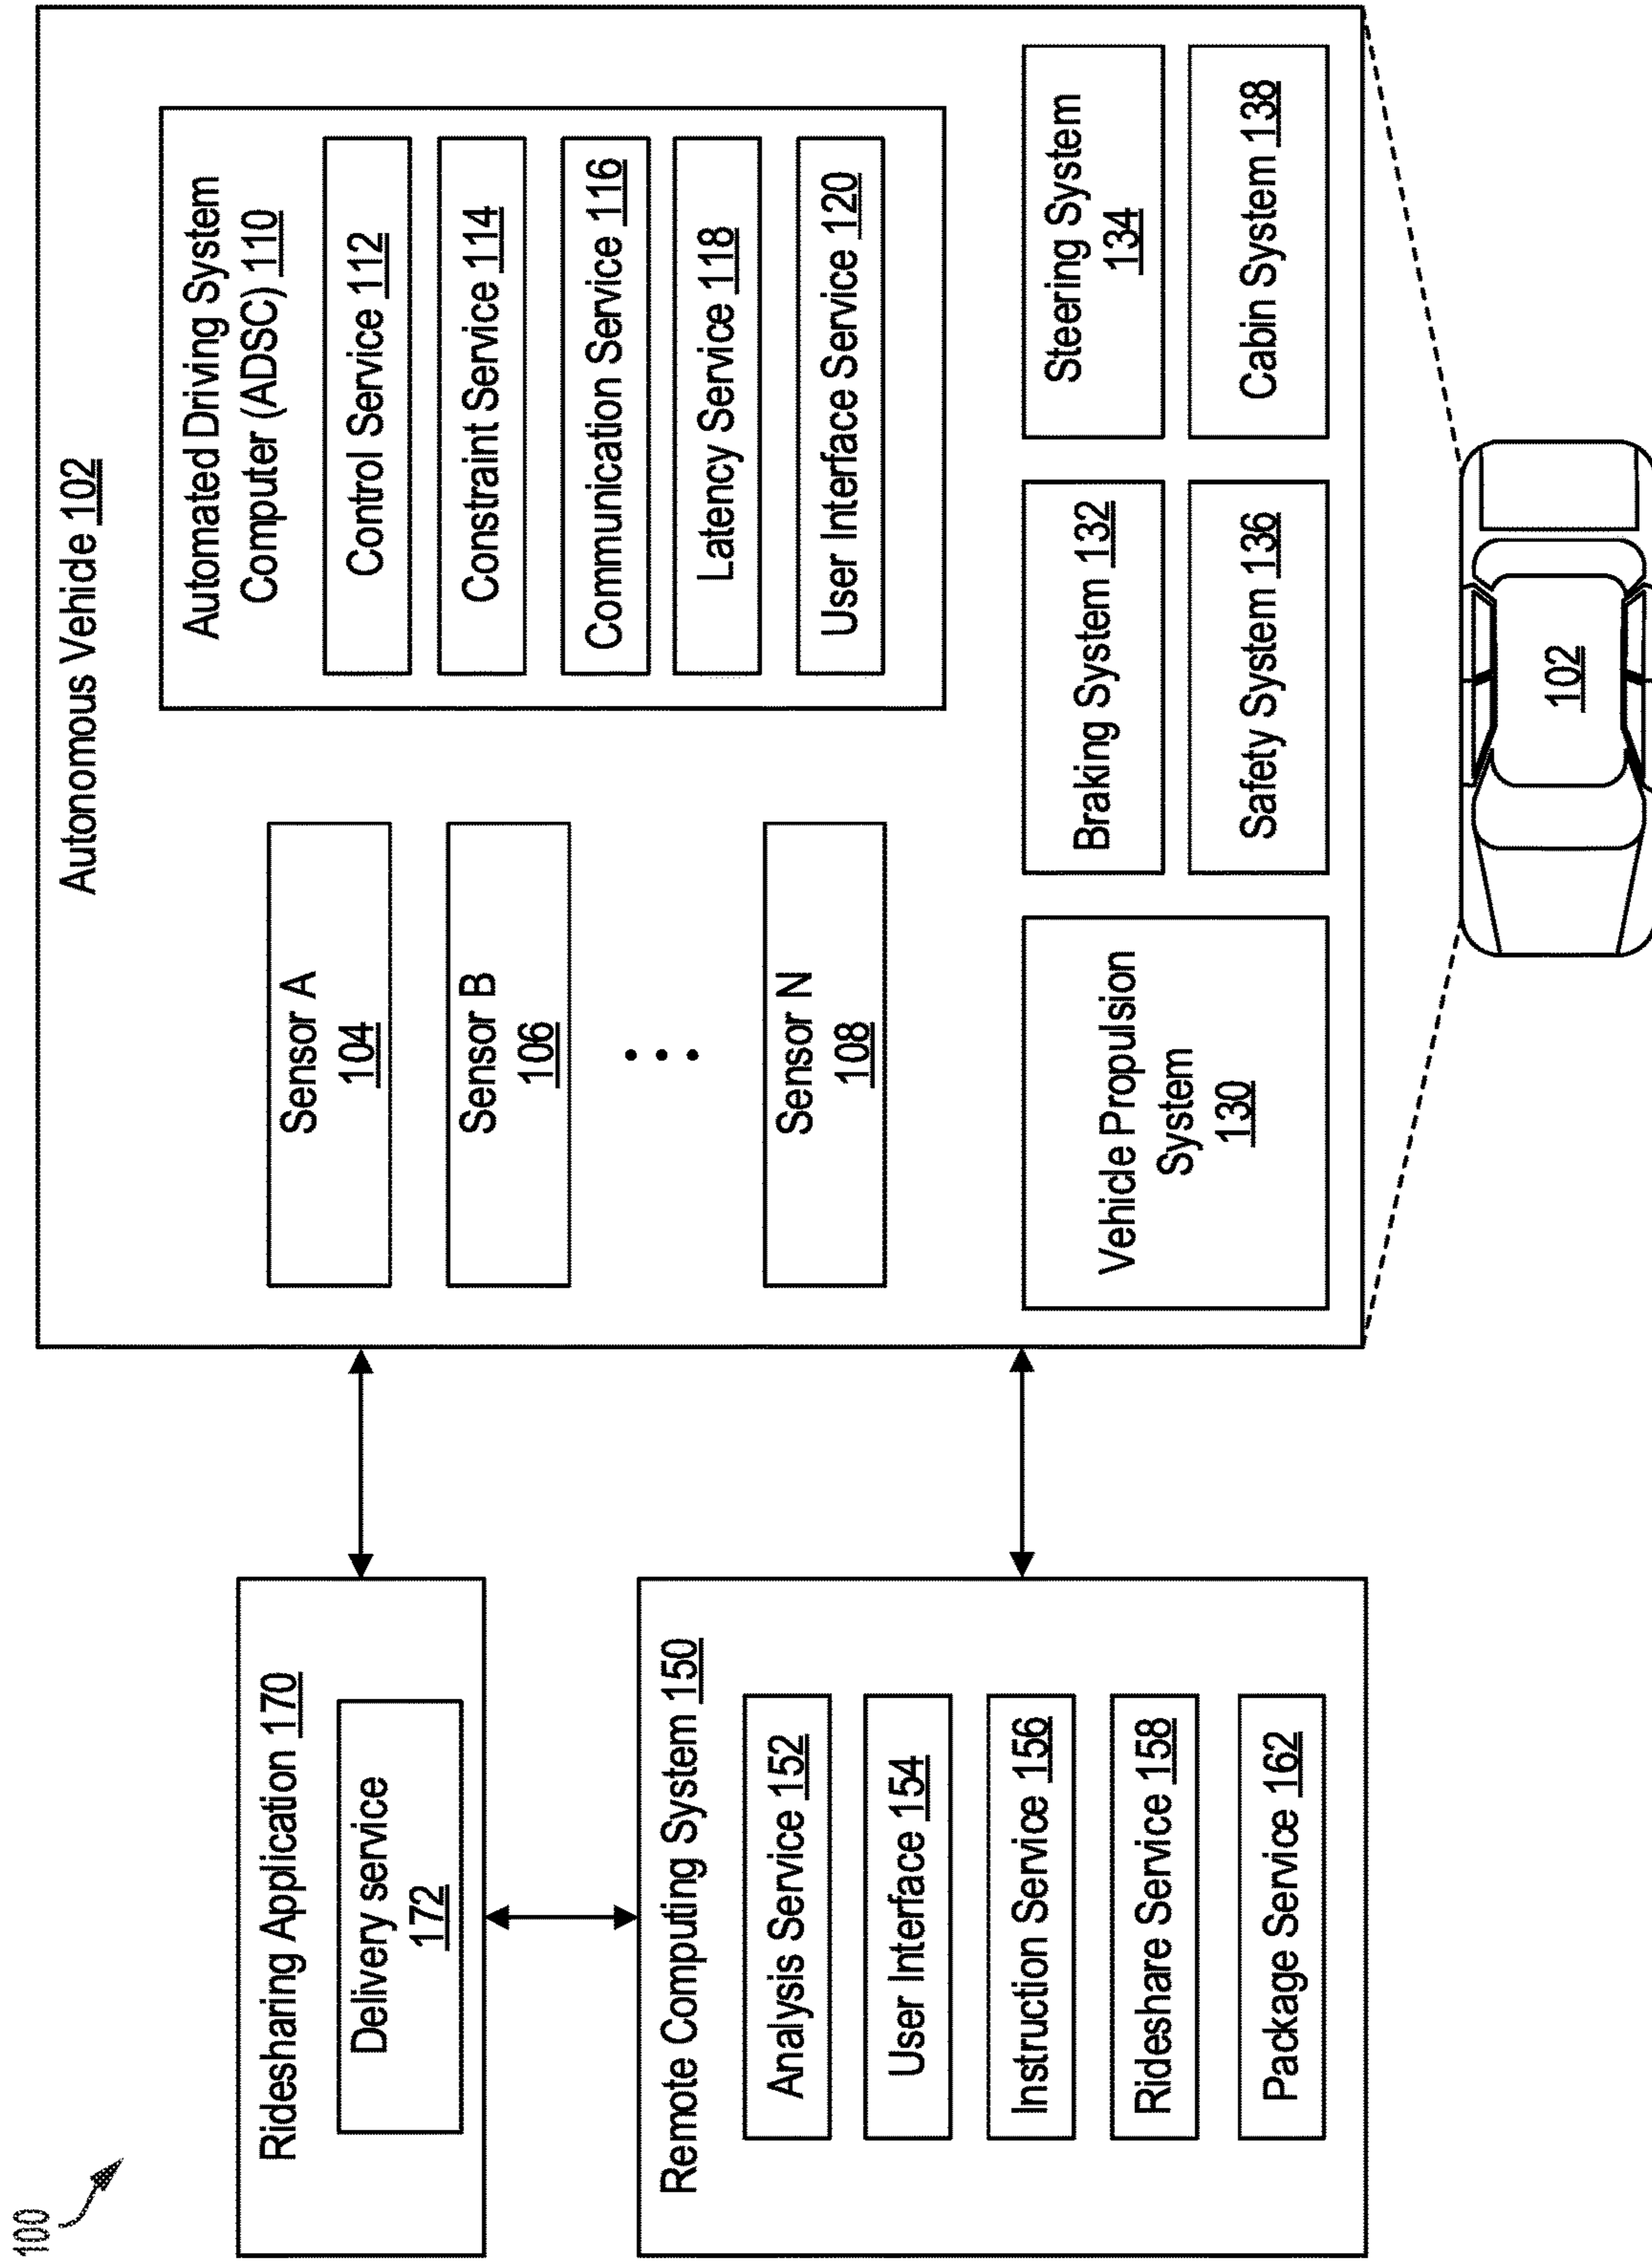 100
Ridesharing Application 170
Delivery service
172
Remote Computing System 150
Analysis Service 152
User Interface 154
Instruction Service 156
Rideshare Service 158
Package Service 162
Autonomous Vehicle 102
Sensor A
104
Sensor B
106
Sensor N
108
Automated Driving System
Computer (ADSC) 110
Control Service 112
Constraint Service 114
Communication Service 116
Latency Service 118
User Interface Service 120
Vehicle Propulsion
System
130
Braking System 132
Steering System
134
Safety System 136
Cabin System 138
102